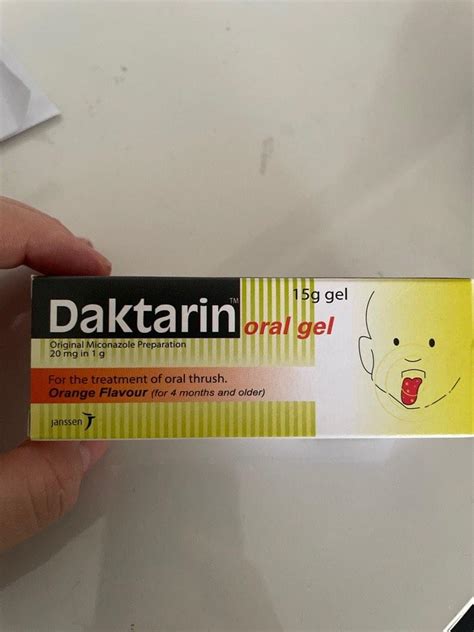 Daktarin™ oral gel
15g gel
Original Miconazole Preparation
20 mg in 1 g
For the treatment of oral thrush.
Orange Flavour (for 4 months and older)
janssen